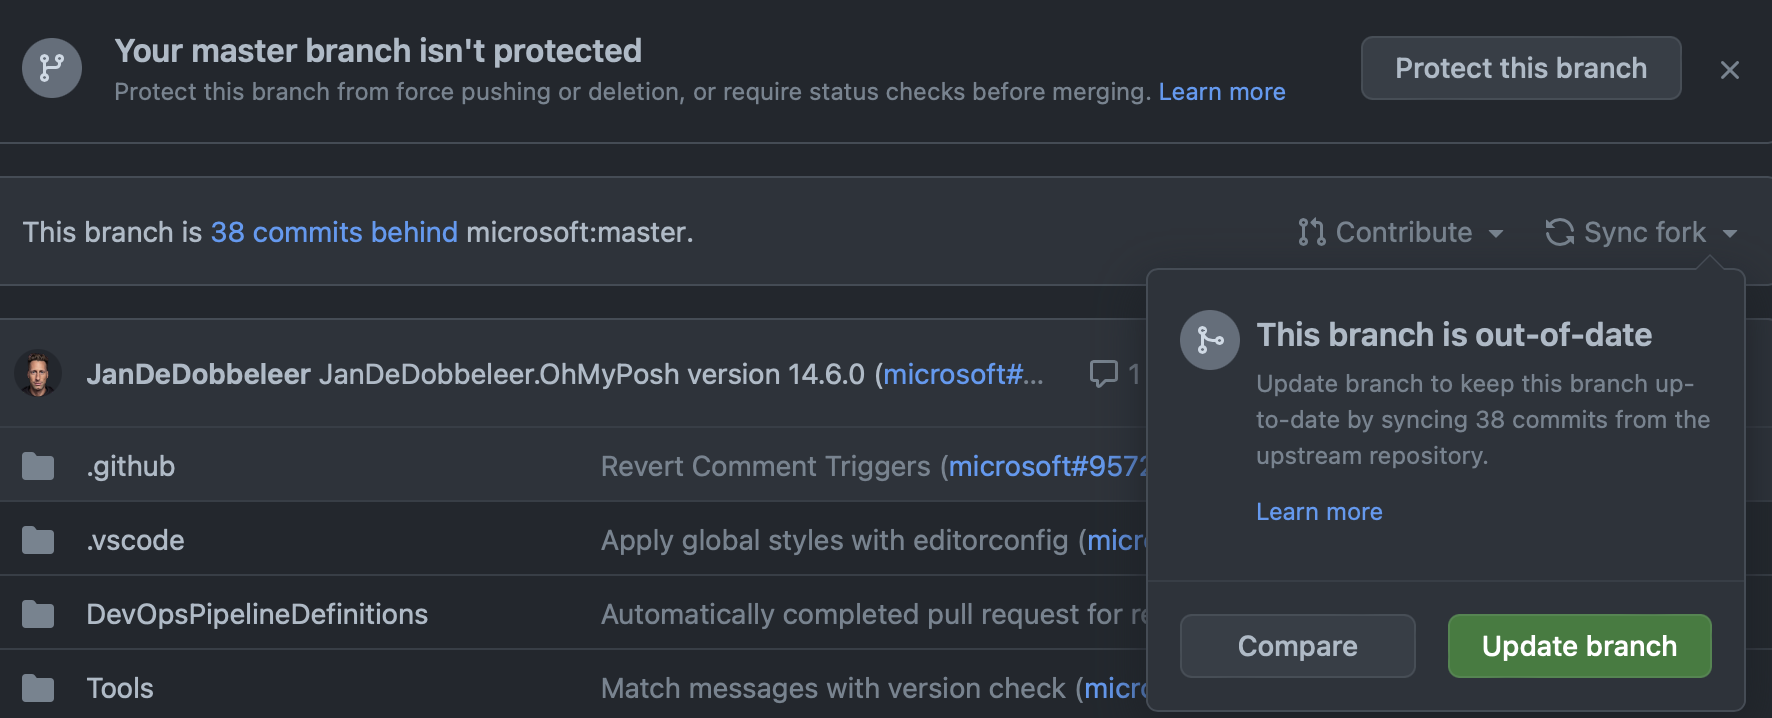 Your master branch isn't protected
Protect this branch from force pushing or deletion, or require status checks before merging. Learn more
Protect this branch
This branch is 38 commits behind microsoft:master.
Contribute
Sync fork
JanDeDobbeleer JanDeDobbeleer.OhMyPosh version 14.6.0 (microsoft#...
1
This branch is out-of-date
Update branch to keep this branch up-
to-date by syncing 38 commits from the
upstream repository.
Learn more
Compare
Update branch
.github
Revert Comment Triggers (microsoft#9572
.vscode
Apply global styles with editorconfig (micr
DevOpsPipelineDefinitions
Automatically completed pull request for re
Tools
Match messages with version check (micr